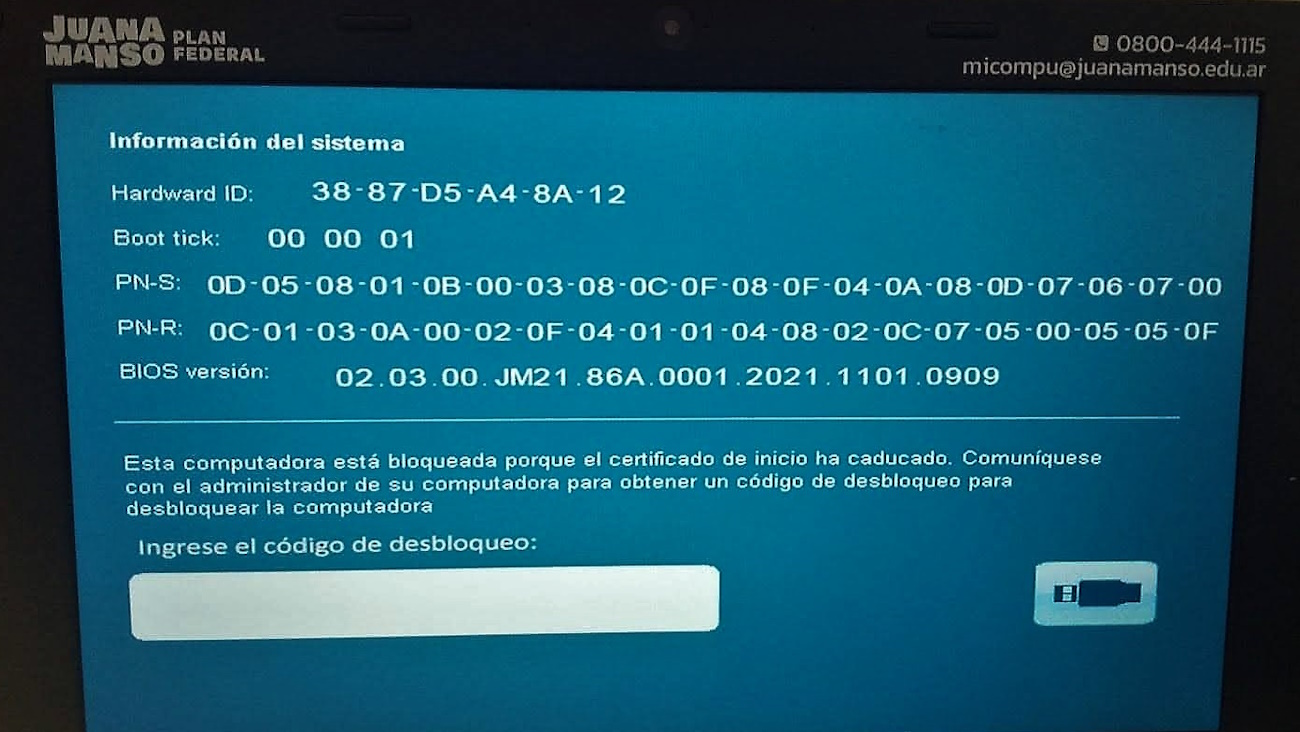 JUANA PLAN
MANSO FEDERAL
0800-444-1115
micompu@juanamanso.edu.ar
Información del sistema
Hardward ID: 38-87-D5-A4-8A-12
Boot tick: 00 00 01
PN-S: 0D-05-08-01-0B-00-03-08-0C-0F-08-0F-04-0A-08-0D-07-06-07-00
PN-R: 0C-01-03-0A-00-02-0F-04-01-01-04-08-02-0C-07-05-00-05-05-0F
BIOS versión: 02.03.00.JM21.86A.0001.2021.1101.0909
Esta computadora está bloqueada porque el certificado de inicio ha caducado. Comuníquese
con el administrador de su computadora para obtener un código de desbloqueo para
desbloquear la computadora
Ingrese el código de desbloqueo: